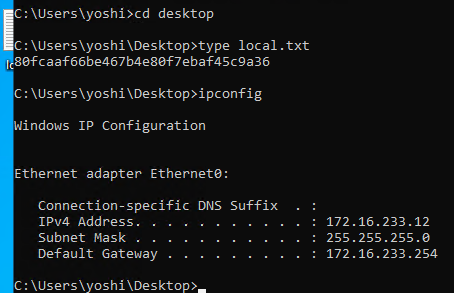 C:\Users\yoshi>cd desktop
C:\Users\yoshi\Desktop>type local.txt
80fcaaf66be467b4e80f7ebaf45c9a36
C:\Users\yoshi\Desktop>ipconfig
Windows IP Configuration
Ethernet adapter Ethernet0:
Connection-specific DNS Suffix  . :
IPv4 Address. . . . . . . . . . . : 172.16.233.12
Subnet Mask . . . . . . . . . . . : 255.255.255.0
Default Gateway . . . . . . . . . : 172.16.233.254
C:\Users\yoshi\Desktop>